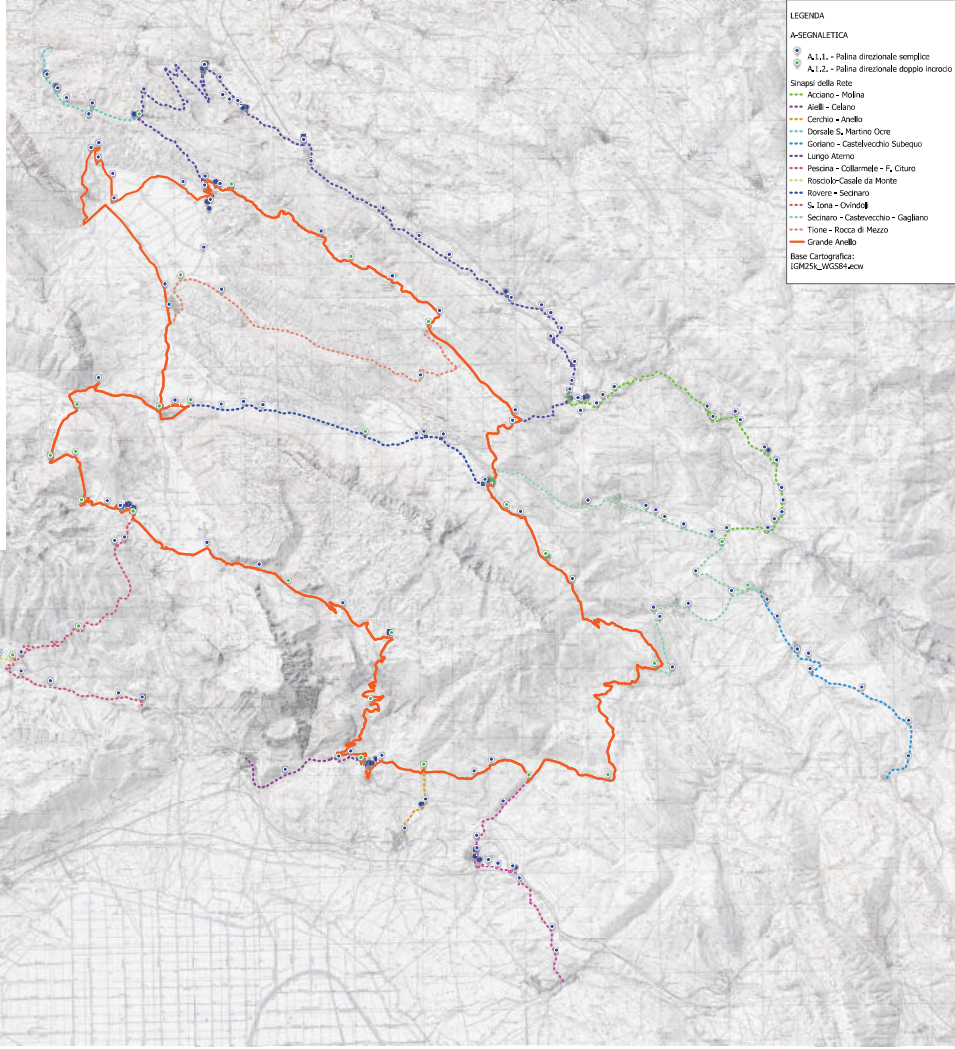 LEGENDA
A-SEGNALETICA
A.1.1. - Palina direzionale semplice
A.1.2. - Palina direzionale doppio incrocio
Sinapsi della Rete
Acciano - Molina
Aielli - Celano
Cerchio - Anello
Dorsale S. Martino Ocre
Goriano - Castelvecchio Subequo
Lungo Aterno
Pescina - Collarmele - F. Cituro
Rosciolo-Casale da Monte
Rovere - Secinaro
S. Iona - Ovindoli
Secinaro - Castevecchio - Gagliano
Tione - Rocca di Mezzo
Grande Anello
Base Cartografica:
IGM25k_WGS84.ecw